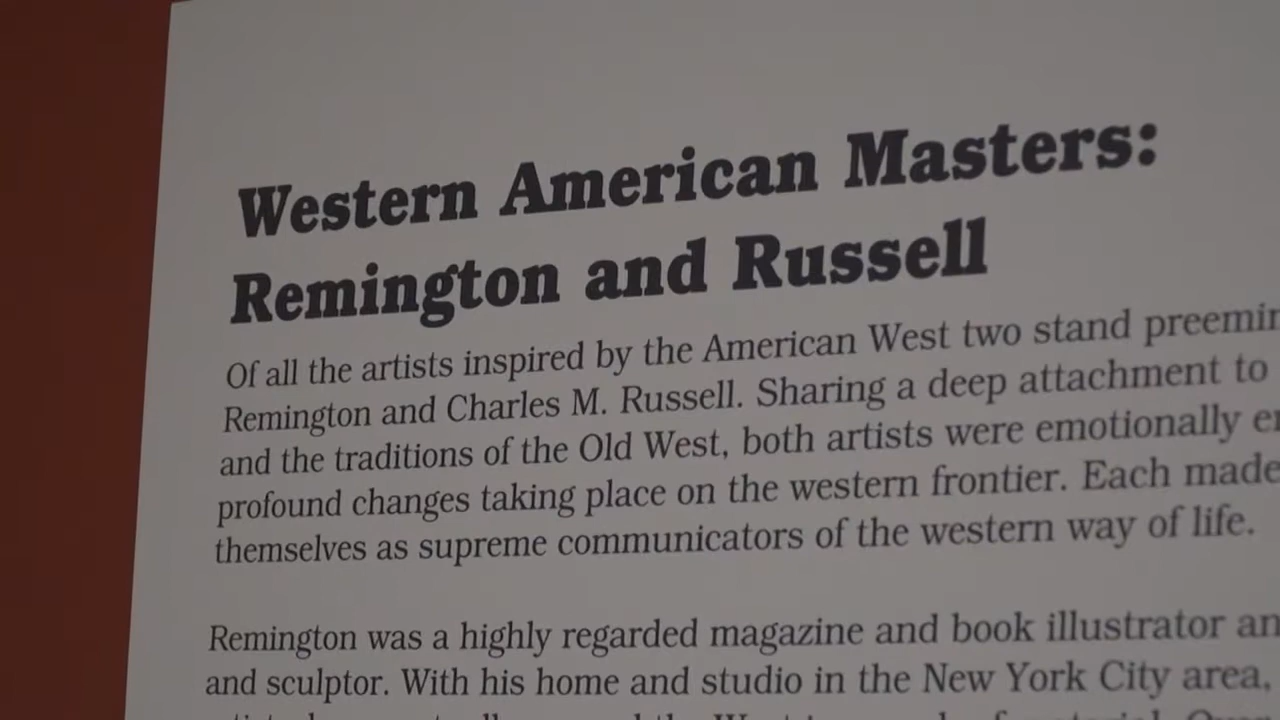 Western American Masters:
Remington and Russell
Of all the artists inspired by the American West two stand
Remington and Charles M. Russell. Sharing a deep attachment to
and the traditions of the Old West, both artists were emotionally
profound changes taking place on the western frontier. Each made
themselves as supreme communicators of the western way of life.
Remington was a highly regarded magazine and book illustrator
and sculptor. With his home and studio in the New York City area,